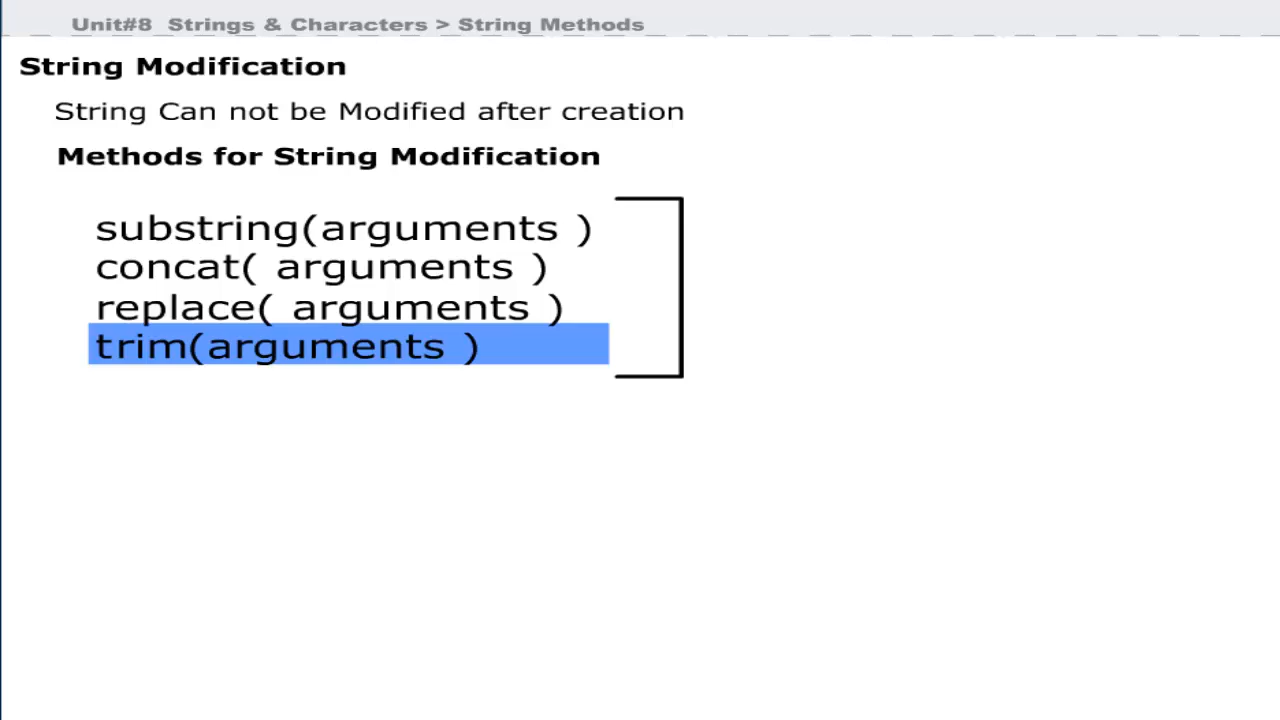 Unit#8 Strings & Characters > String Methods
String Modification
String Can not be Modified after creation
Methods for String Modification
substring(arguments )
concat( arguments )
replace( arguments )
trim(arguments )